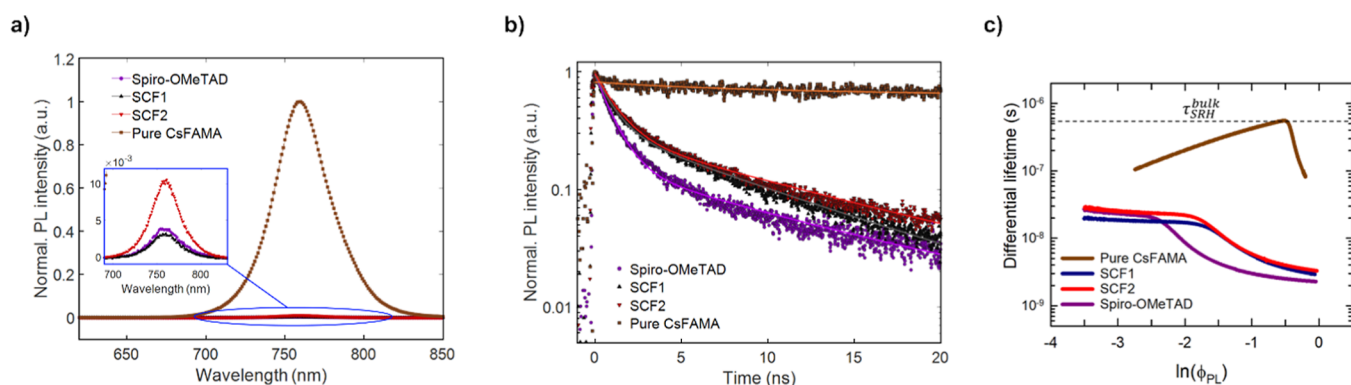 a)
Normal. PL intensity (a.u.)
1.2
1
0.8
0.6
0.4
0.2
0
Spiro-OMeTAD
SCF1
SCF2
Pure CsFAMA
×10⁻³
10
5
0
700 750 800
Wavelength (nm)
650 700 750 800 850
Wavelength (nm)
b)
Normal. PL intensity (a.u.)
1
0.1
0.01
Spiro-OMeTAD
SCF1
SCF2
Pure CsFAMA
0 5 10 15 20
Time (ns)
c)
Differential lifetime (s)
10⁻⁶
10⁻⁷
10⁻⁸
10⁻⁹
τ_SRH^bulk
Pure CsFAMA
SCF1
SCF2
Spiro-OMeTAD
-4 -3 -2 -1 0 1
ln(ϕ_PL)